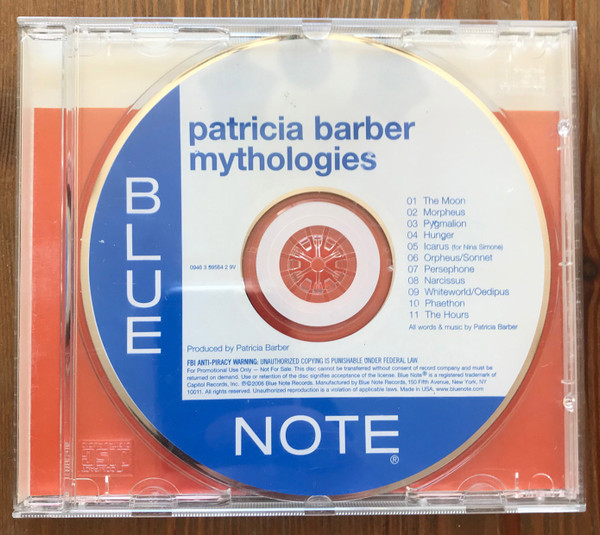 patricia barber
mythologies
BLUE
01 The Moon
02 Morpheus
03 Pygmalion
04 Hunger
05 Icarus (for Nina Simone)
06 Orpheus/Sonnet
07 Persephone
08 Narcissus
09 Whiteworld/Oedipus
10 Phaethon
11 The Hours
All words & music by Patricia Barber
0946 3 59564 2 9V
Produced by Patricia Barber
FBI ANTI-PIRACY WARNING: UNAUTHORIZED COPYING IS PUNISHABLE UNDER FEDERAL LAW.
For Promotional Use Only — Not For Sale. This disc cannot be transferred without consent of record company and must be
returned on demand. Use or retention of the disc signifies acceptance of the license. Blue Note® is a registered trademark of
Capitol Records, Inc. ℗©2006 Blue Note Records. Manufactured by Blue Note Records, 150 Fifth Avenue, New York, NY
10011. All rights reserved. Unauthorized reproduction is a violation of applicable laws. Made in USA. www.bluenote.com.
NOTE®